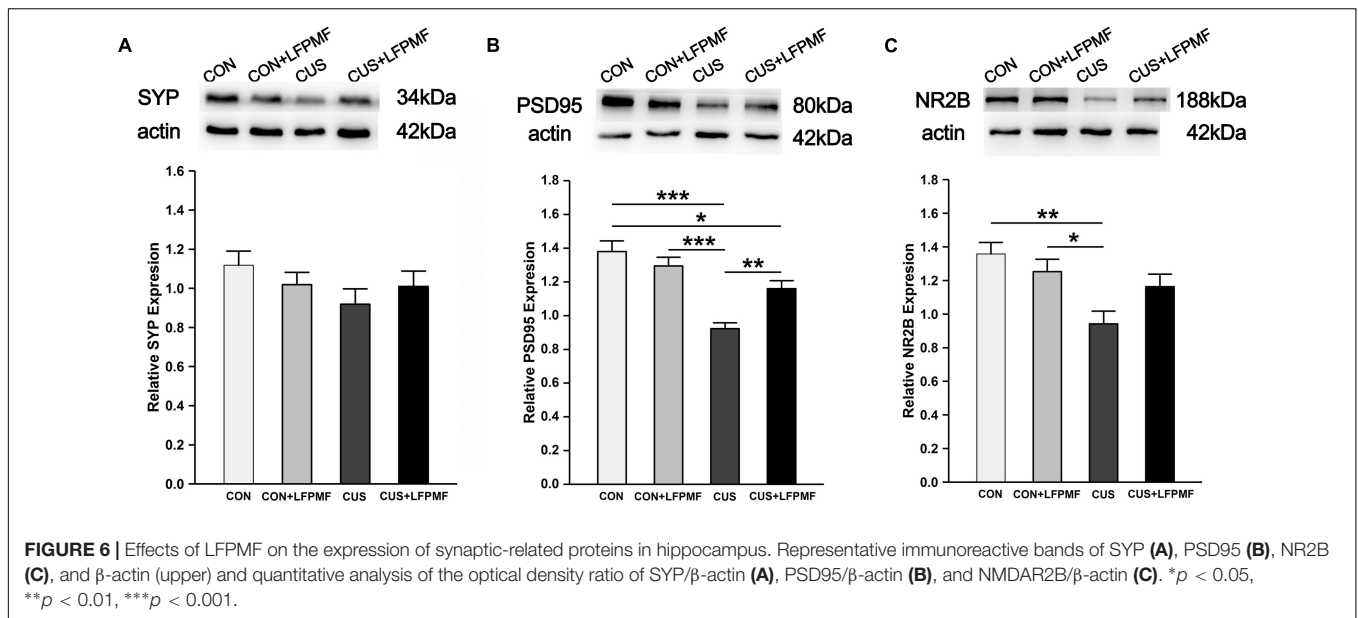 A
CON CON+LFPMF CUS CUS+LFPMF
SYP 34kDa
actin 42kDa
1.6
1.4
1.2
1.0
0.8
0.6
0.4
0.2
0.0
Relative SYP Expresion
CON CON+LFPMF CUS CUS+LFPMF
B
CON CON+LFPMF CUS CUS+LFPMF
PSD95 80kDa
actin 42kDa
1.8
1.6
1.4
1.2
1.0
0.8
0.6
0.4
0.2
0.0
Relative PSD95 Expresion
***
*
***
**
CON CON+LFPMF CUS CUS+LFPMF
C
CON CON+LFPMF CUS CUS+LFPMF
NR2B 188kDa
actin 42kDa
1.8
1.6
1.4
1.2
1.0
0.8
0.6
0.4
0.2
0.0
Relative NR2B Expresion
**
*
CON CON+LFPMF CUS CUS+LFPMF
FIGURE 6 | Effects of LFPMF on the expression of synaptic-related proteins in hippocampus. Representative immunoreactive bands of SYP (A), PSD95 (B), NR2B
(C), and β-actin (upper) and quantitative analysis of the optical density ratio of SYP/β-actin (A), PSD95/β-actin (B), and NMDAR2B/β-actin (C). *p < 0.05,
**p < 0.01, ***p < 0.001.